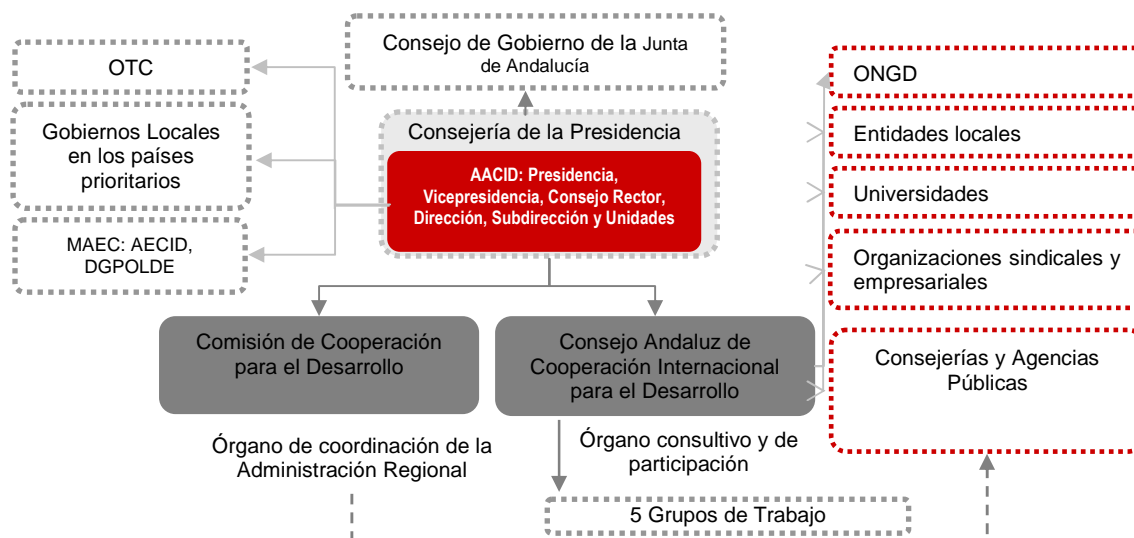 Consejo de Gobierno de la Junta
de Andalucía
OTC
Gobiernos Locales
en los países
prioritarios
MAEC: AECID,
DGPOLDE
Consejería de la Presidencia
AACID: Presidencia,
Vicepresidencia, Consejo Rector,
Dirección, Subdirección y Unidades
ONGD
Entidades locales
Universidades
Organizaciones sindicales y
empresariales
Consejerías y Agencias
Públicas
Comisión de Cooperación
para el Desarrollo
Consejo Andaluz de
Cooperación Internacional
para el Desarrollo
Órgano de coordinación de la
Administración Regional
Órgano consultivo y de
participación
5 Grupos de Trabajo